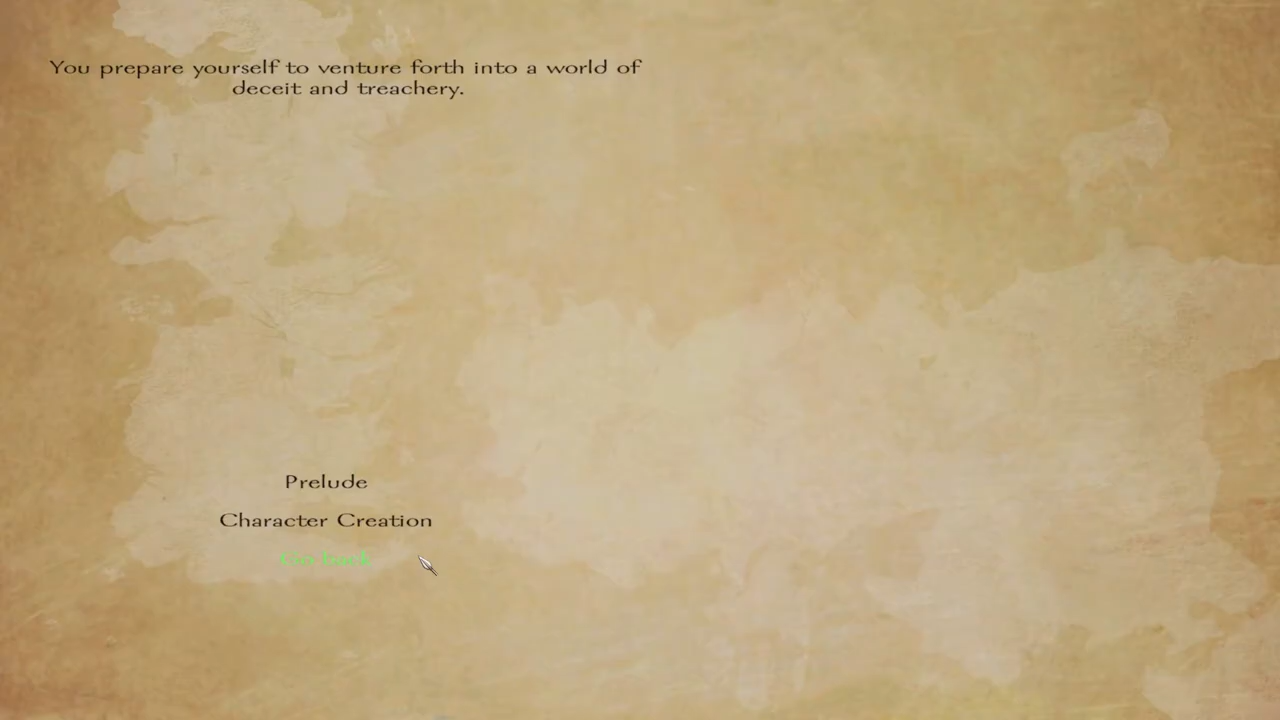 You prepare yourself to venture forth into a world of
deceit and treachery.
Prelude
Character Creation
Go back